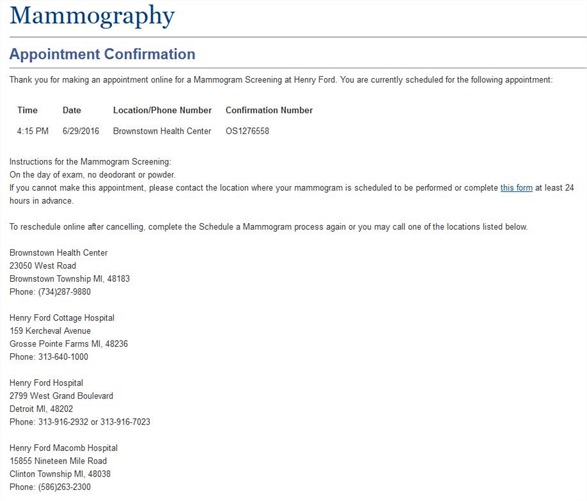 Mammography
Appointment Confirmation
Thank you for making an appointment online for a Mammogram Screening at Henry Ford. You are currently scheduled for the following appointment:
Time Date Location/Phone Number Confirmation Number
4:15 PM 6/29/2016 Brownstown Health Center OS1276558
Instructions for the Mammogram Screening:
On the day of exam, no deodorant or powder.
If you cannot make this appointment, please contact the location where your mammogram is scheduled to be performed or complete this form at least 24
hours in advance.
To reschedule online after cancelling, complete the Schedule a Mammogram process again or you may call one of the locations listed below.
Brownstown Health Center
23050 West Road
Brownstown Township MI, 48183
Phone: (734)287-9880
Henry Ford Cottage Hospital
159 Kercheval Avenue
Grosse Pointe Farms MI, 48236
Phone: 313-640-1000
Henry Ford Hospital
2799 West Grand Boulevard
Detroit MI, 48202
Phone: 313-916-2932 or 313-916-7023
Henry Ford Macomb Hospital
15855 Nineteen Mile Road
Clinton Township MI, 48038
Phone: (586)263-2300